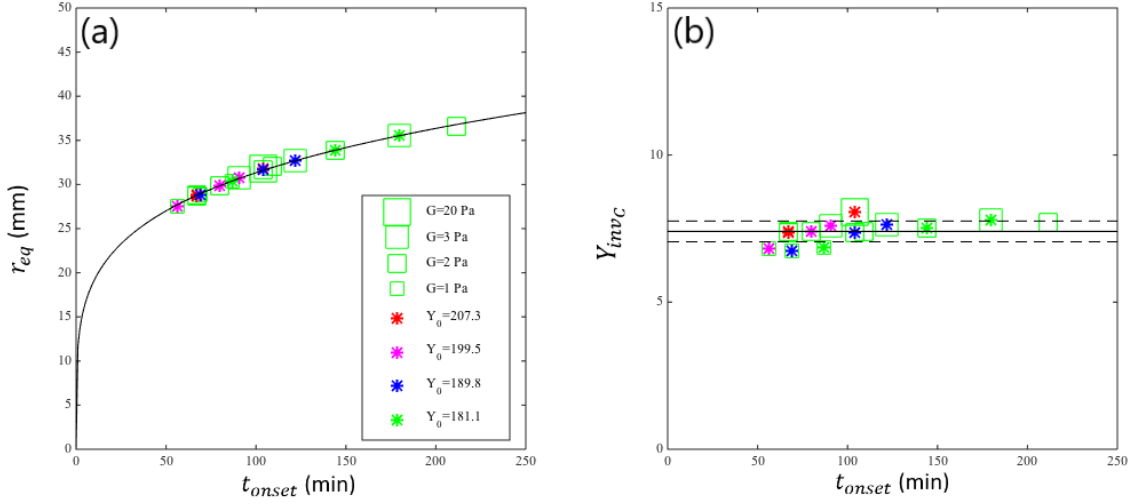 (a)
50
45
40
35
30
25
20
15
10
5
0
r_eq (mm)
0 50 100 150 200 250
t_onset (min)
G=20 Pa
G=3 Pa
G=2 Pa
G=1 Pa
Y_0=207.3
Y_0=199.5
Y_0=189.8
Y_0=181.1
(b)
15
10
5
0
Y_inv_C
0 50 100 150 200 250
t_onset (min)